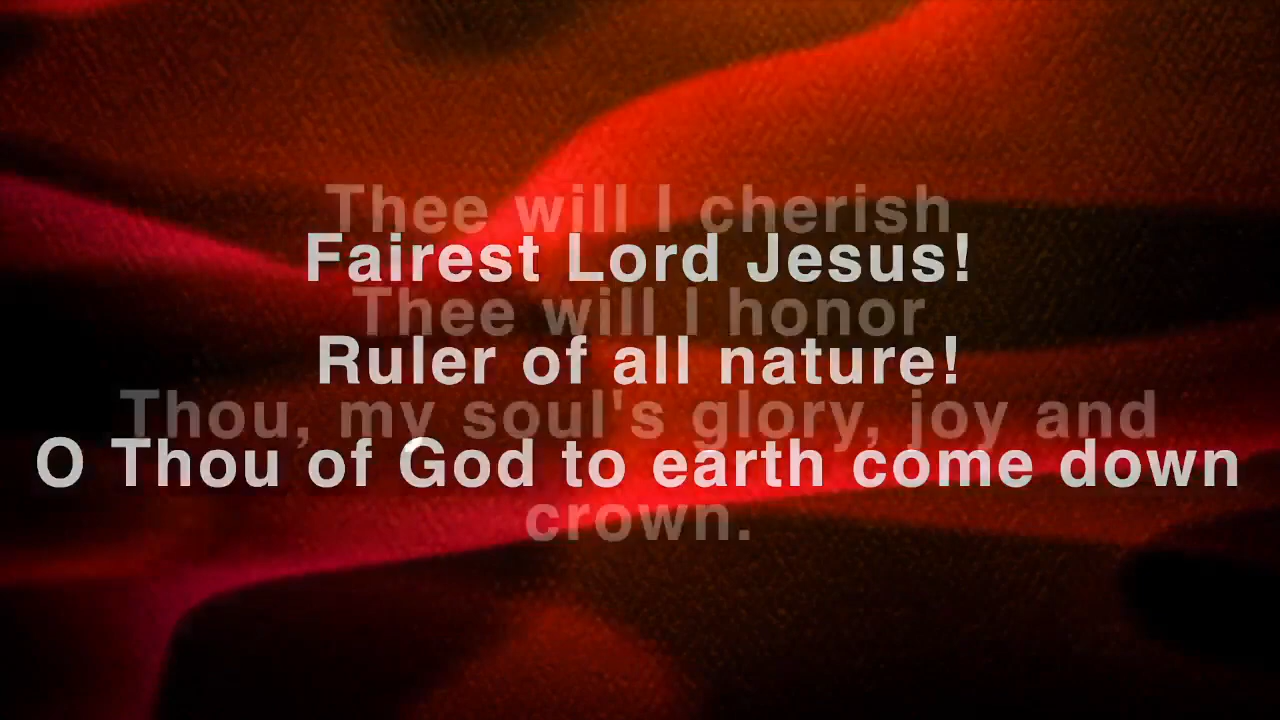 Thee will I cherish
Fairest Lord Jesus!
Thee will I honor
Ruler of all nature!
Thou, my soul's glory, joy and
O Thou of God to earth come down
crown.